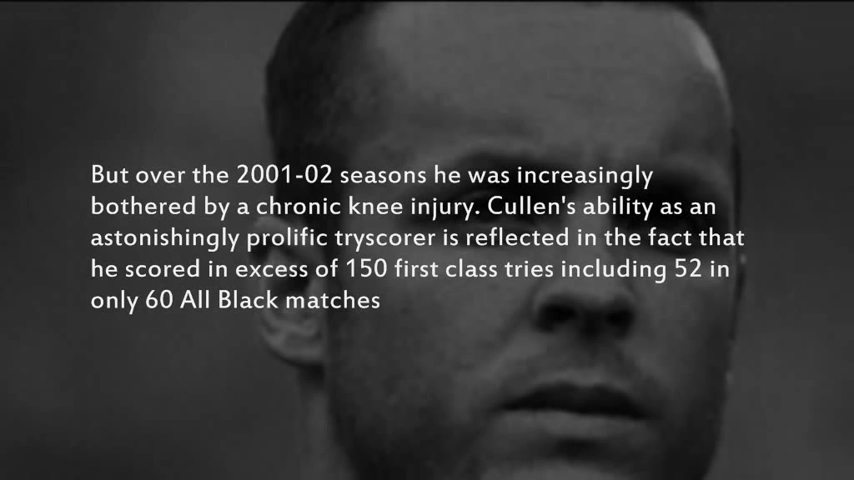 But over the 2001-02 seasons he was increasingly
bothered by a chronic knee injury. Cullen's ability as an
astonishingly prolific tryscorer is reflected in the fact that
he scored in excess of 150 first class tries including 52 in
only 60 All Black matches